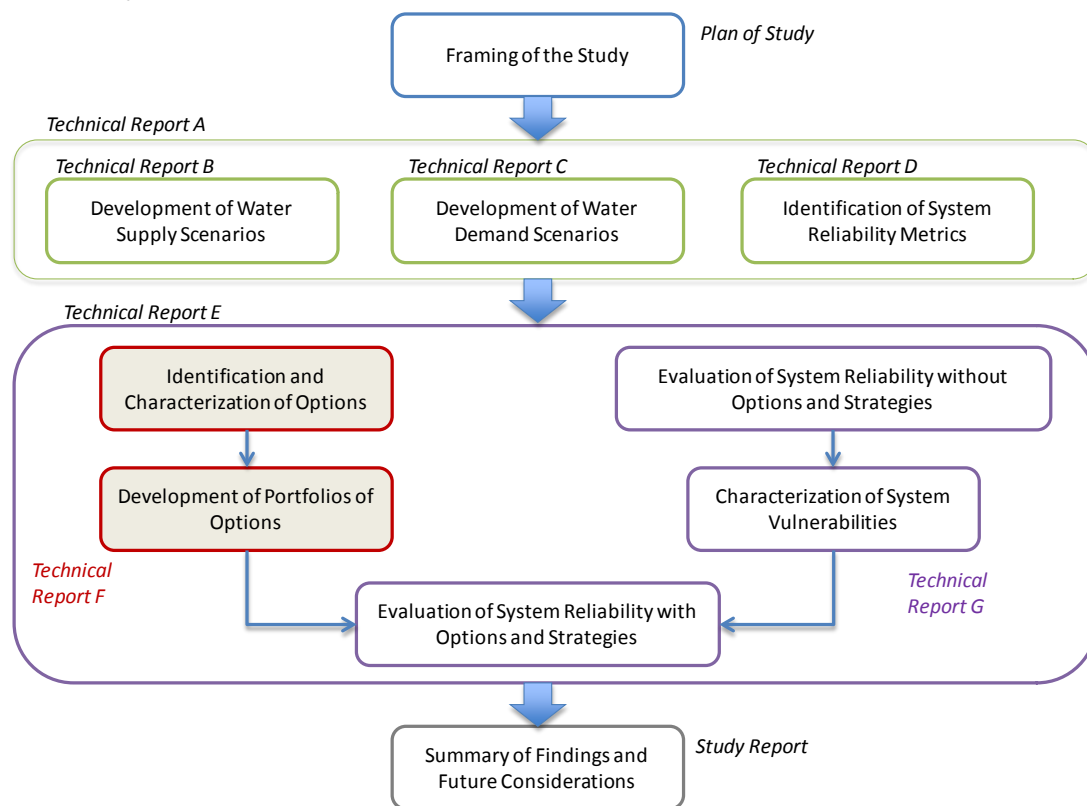 Plan of Study
Framing of the Study
Technical Report A
Technical Report B
Development of Water
Supply Scenarios
Technical Report C
Development of Water
Demand Scenarios
Technical Report D
Identification of System
Reliability Metrics
Technical Report E
Identification and
Characterization of Options
Evaluation of System Reliability without
Options and Strategies
Development of Portfolios of
Options
Characterization of System
Vulnerabilities
Technical
Report F
Technical
Report G
Evaluation of System Reliability with
Options and Strategies
Summary of Findings and
Future Considerations
Study Report